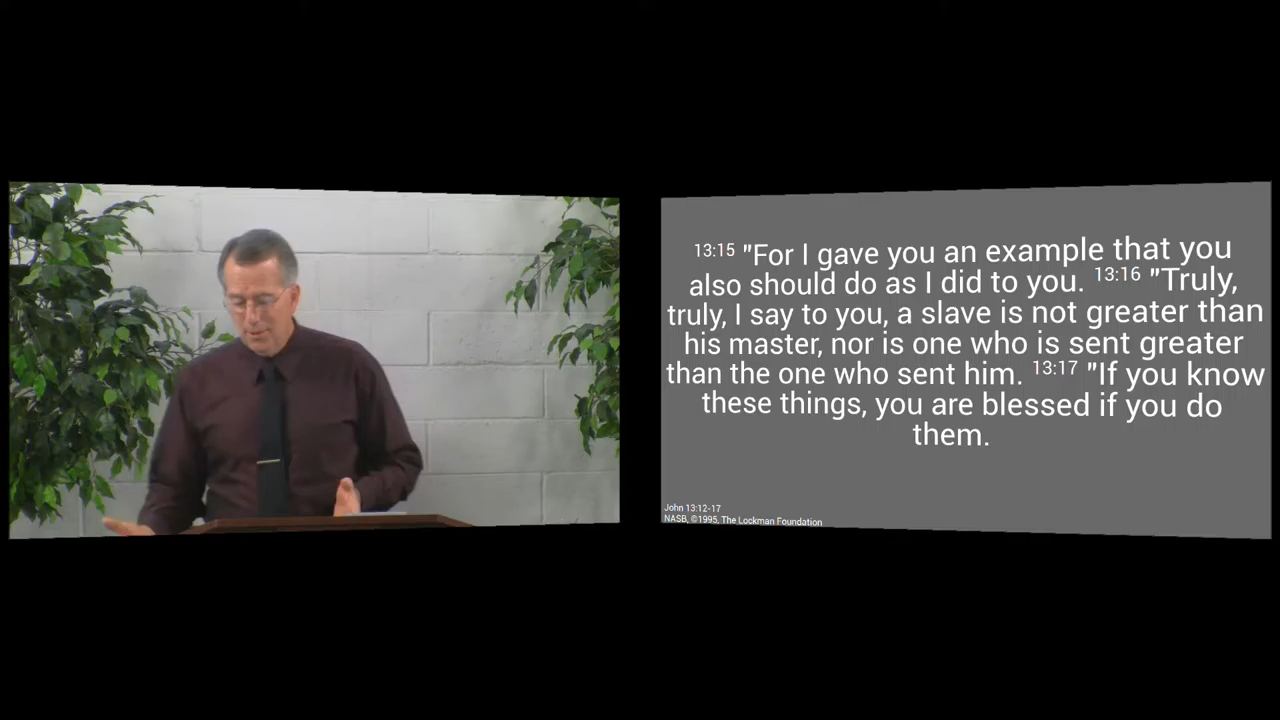 13:15 "For I gave you an example that you
also should do as I did to you. 13:16 "Truly,
truly, I say to you, a slave is not greater than
his master, nor is one who is sent greater
than the one who sent him. 13:17 "If you know
these things, you are blessed if you do
them.
John 13:12-17
NASB, ©1995, The Lockman Foundation